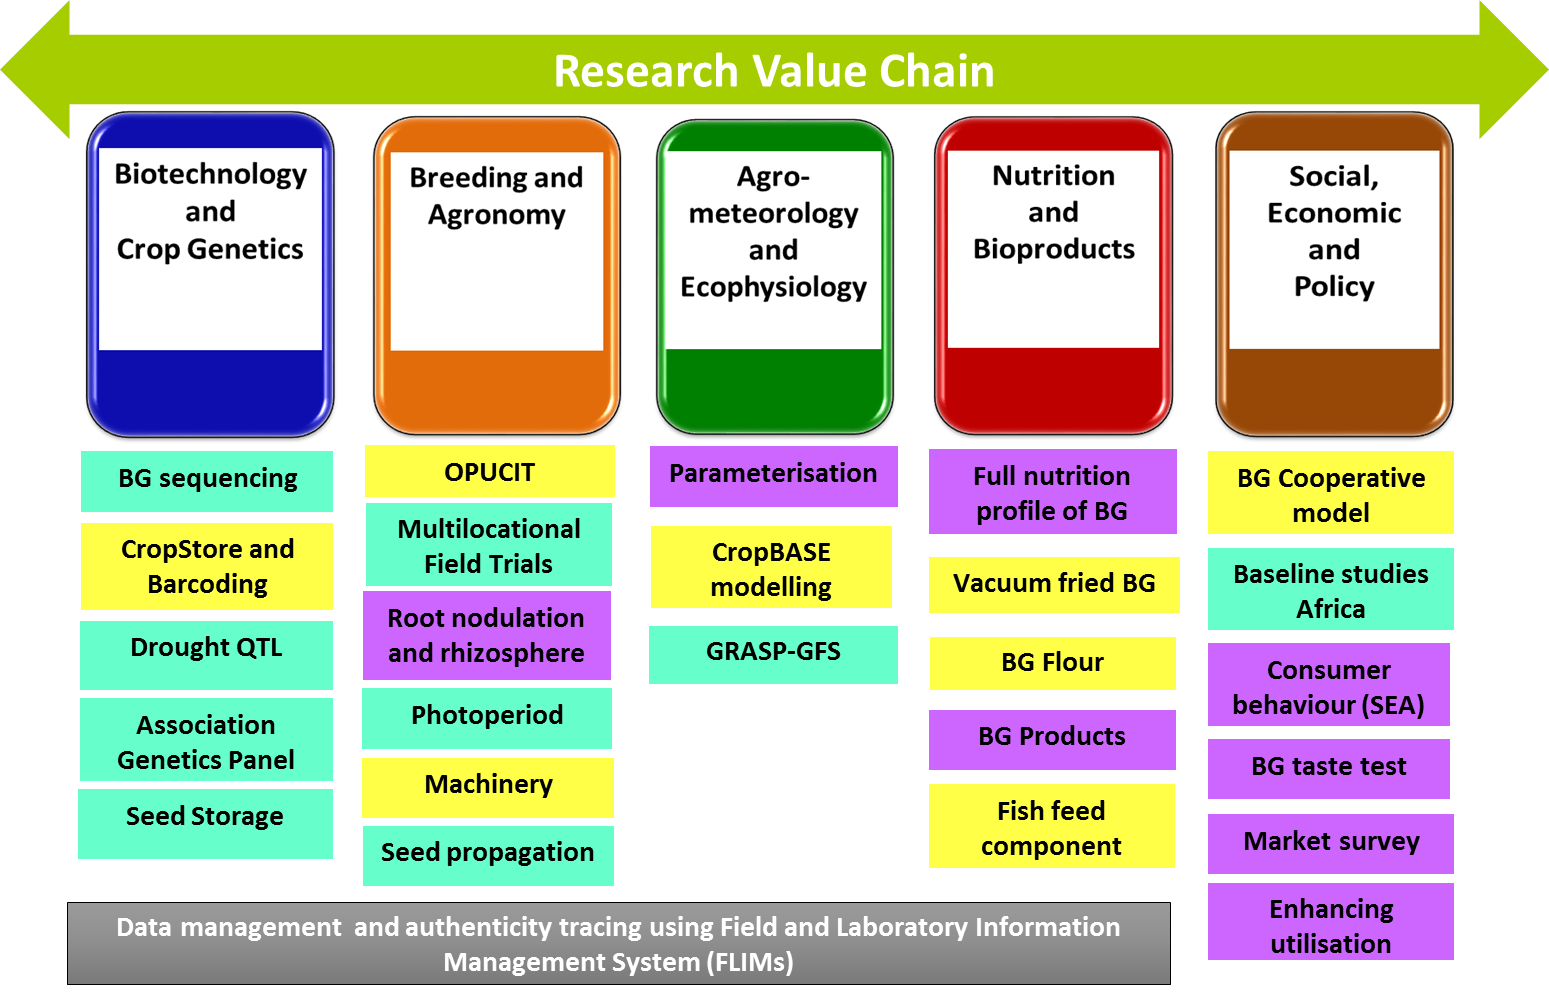 Research Value Chain
Biotechnology
and
Crop Genetics
Breeding and
Agronomy
Agro-
meteorology
and
Ecophysiology
Nutrition
and
Bioproducts
Social,
Economic
and
Policy
BG sequencing
CropStore and
Barcoding
Drought QTL
Association
Genetics Panel
Seed Storage
OPUCIT
Multilocational
Field Trials
Root nodulation
and rhizosphere
Photoperiod
Machinery
Seed propagation
Parameterisation
CropBASE
modelling
GRASP-GFS
Full nutrition
profile of BG
Vacuum fried BG
BG Flour
BG Products
Fish feed
component
BG Cooperative
model
Baseline studies
Africa
Consumer
behaviour (SEA)
BG taste test
Market survey
Enhancing
utilisation
Data management and authenticity tracing using Field and Laboratory Information
Management System (FLIMs)